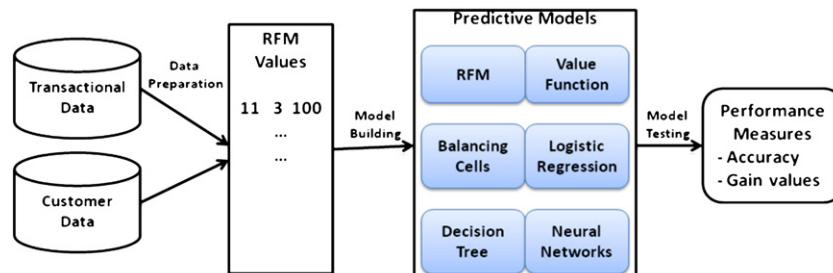 Transactional
Data
Customer
Data
Data
Preparation
RFM
Values
11 3 100
...
...
Model
Building
Predictive Models
RFM
Value
Function
Balancing
Cells
Logistic
Regression
Decision
Tree
Neural
Networks
Model
Testing
Performance
Measures
- Accuracy
- Gain values